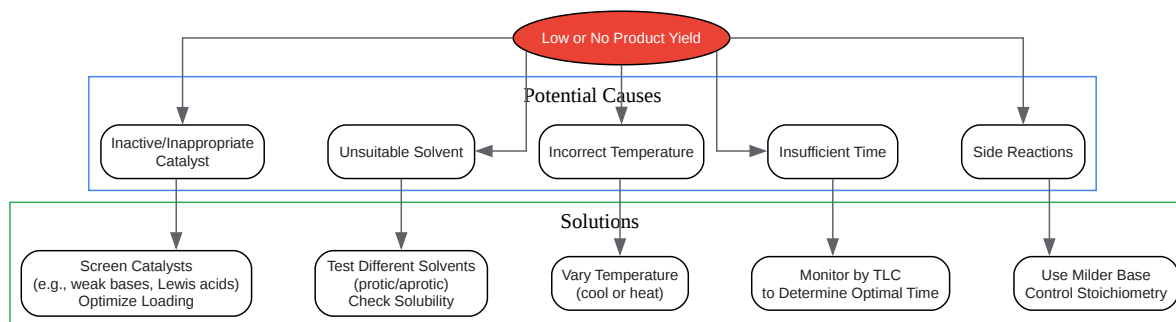 Low or No Product Yield
Potential Causes
Inactive/Inappropriate
Catalyst
Unsuitable Solvent
Incorrect Temperature
Insufficient Time
Side Reactions
Solutions
Screen Catalysts
(e.g., weak bases, Lewis acids)
Optimize Loading
Test Different Solvents
(protic/aprotic)
Check Solubility
Vary Temperature
(cool or heat)
Monitor by TLC
to Determine Optimal Time
Use Milder Base
Control Stoichiometry